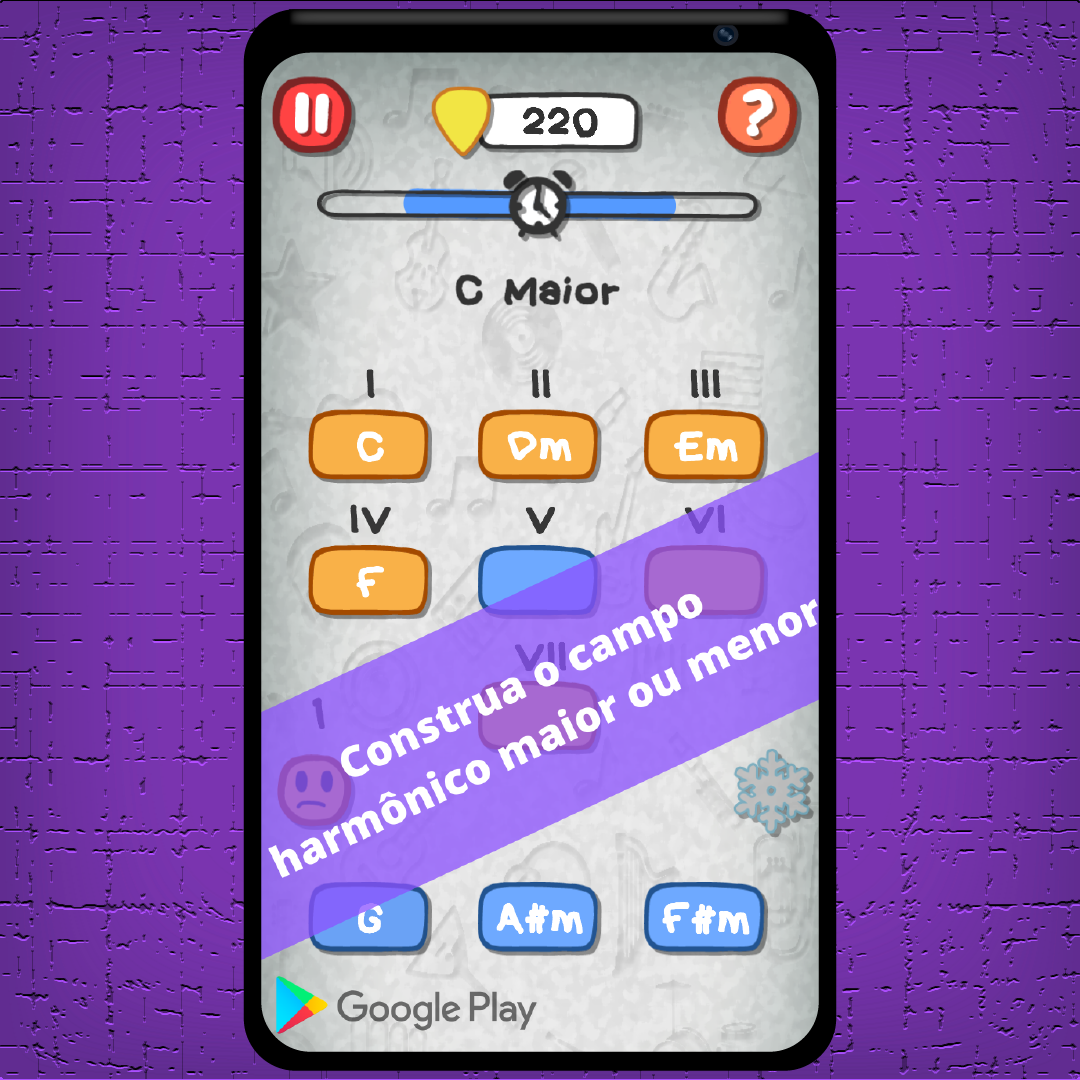 ?
220
C Maior
I
II
III
C
Dm
Em
IV
V
VI
F
VII
1
Construa o campo
harmônico maior ou menor
G
A#m
F#m
Google Play